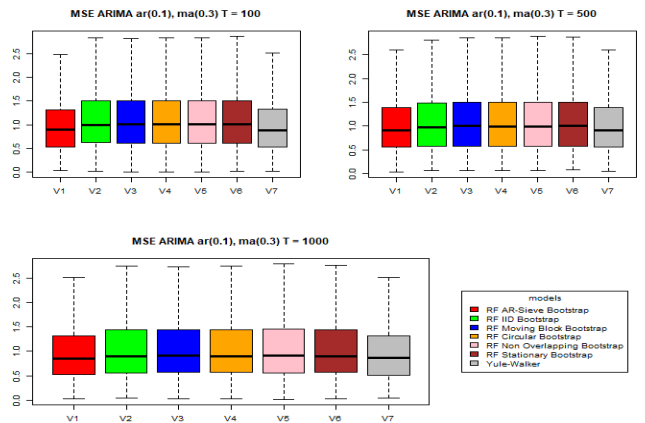 MSE ARIMA ar(0.1), ma(0.3) T = 100
2.5
2.0
1.5
1.0
0.5
0.0
V1 V2 V3 V4 V5 V6 V7
MSE ARIMA ar(0.1), ma(0.3) T = 500
2.5
2.0
1.5
1.0
0.5
0.0
V1 V2 V3 V4 V5 V6 V7
MSE ARIMA ar(0.1), ma(0.3) T = 1000
2.5
2.0
1.5
1.0
0.5
0.0
V1 V2 V3 V4 V5 V6 V7
models
RF AR-Sieve Bootstrap
RF IID Bootstrap
RF Moving Block Bootstrap
RF Circular Bootstrap
RF Non Overlapping Bootstrap
RF Stationary Bootstrap
Yule-Walker